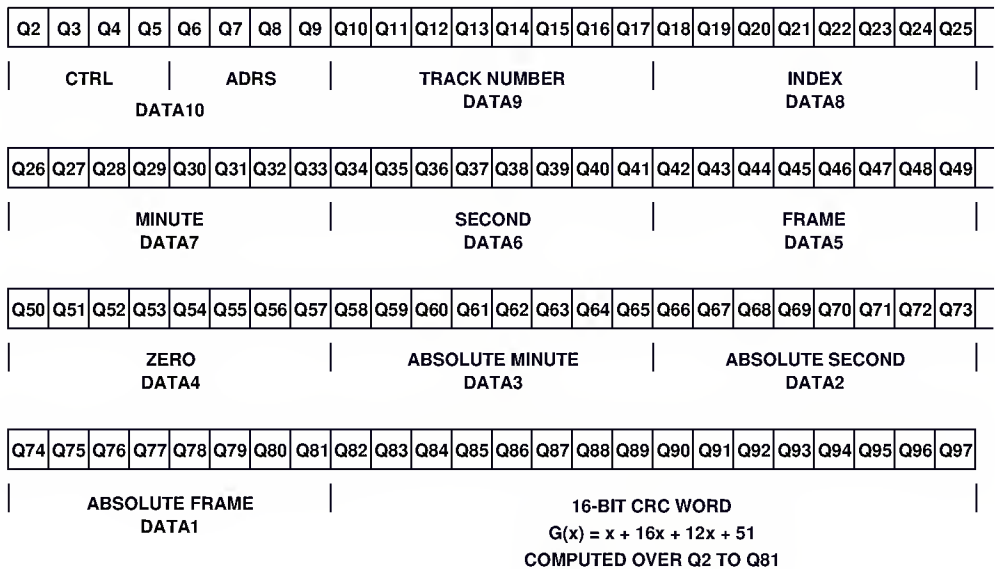 Q2 Q3 Q4 Q5 Q6 Q7 Q8 Q9 Q10 Q11 Q12 Q13 Q14 Q15 Q16 Q17 Q18 Q19 Q20 Q21 Q22 Q23 Q24 Q25
CTRL ADRS TRACK NUMBER INDEX
DATA10 DATA9 DATA8
Q26 Q27 Q28 Q29 Q30 Q31 Q32 Q33 Q34 Q35 Q36 Q37 Q38 Q39 Q40 Q41 Q42 Q43 Q44 Q45 Q46 Q47 Q48 Q49
MINUTE SECOND FRAME
DATA7 DATA6 DATA5
Q50 Q51 Q52 Q53 Q54 Q55 Q56 Q57 Q58 Q59 Q60 Q61 Q62 Q63 Q64 Q65 Q66 Q67 Q68 Q69 Q70 Q71 Q72 Q73
ZERO ABSOLUTE MINUTE ABSOLUTE SECOND
DATA4 DATA3 DATA2
Q74 Q75 Q76 Q77 Q78 Q79 Q80 Q81 Q82 Q83 Q84 Q85 Q86 Q87 Q88 Q89 Q90 Q91 Q92 Q93 Q94 Q95 Q96 Q97
ABSOLUTE FRAME 16-BIT CRC WORD
DATA1
G(x) = x + 16x + 12x + 51
COMPUTED OVER Q2 TO Q81